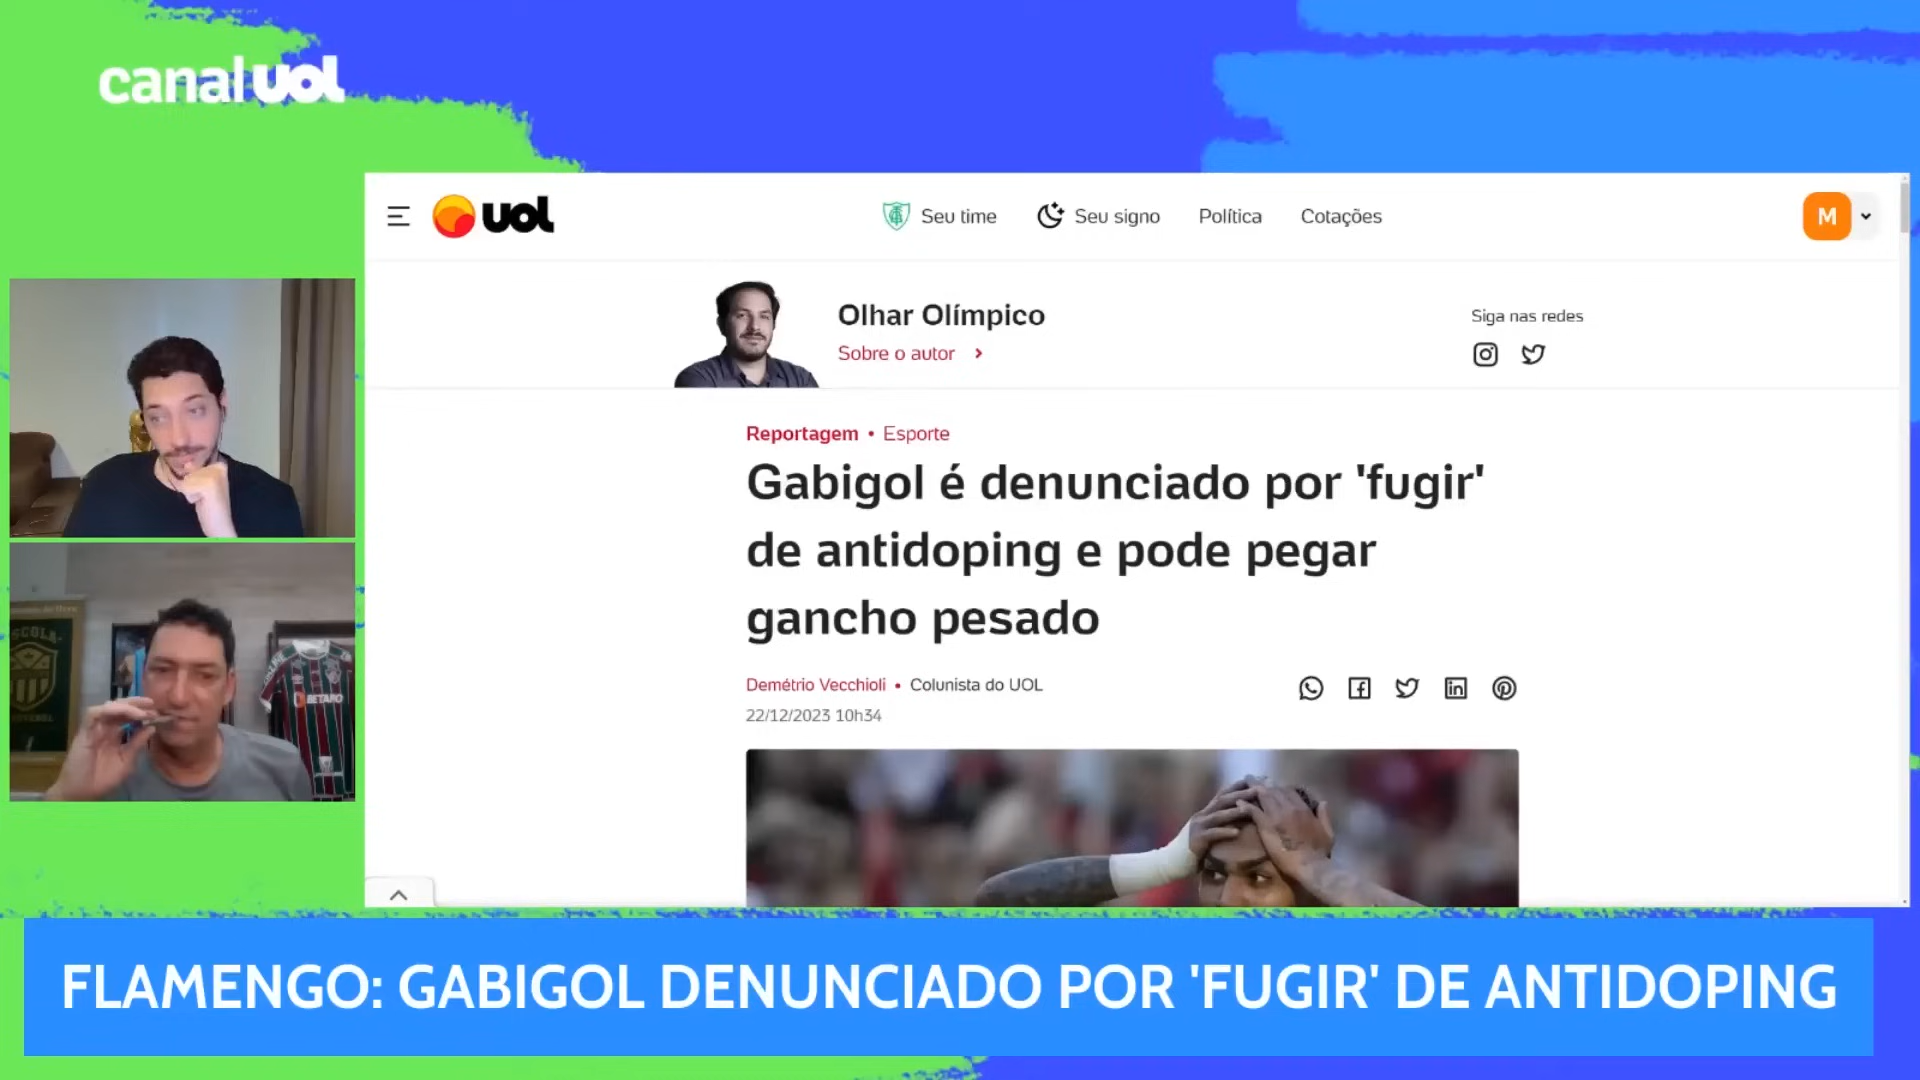 canal uol
uol
Seu time
Seu signo
Política
Cotações
M
Olhar Olímpico
Sobre o autor
Siga nas redes
Reportagem • Esporte
Gabigol é denunciado por 'fugir'
de antidoping e pode pegar
gancho pesado
Demétrio Vecchioli • Colunista do UOL
22/12/2023 10h34
BETANO
FLAMENGO: GABIGOL DENUNCIADO POR 'FUGIR' DE ANTIDOPING